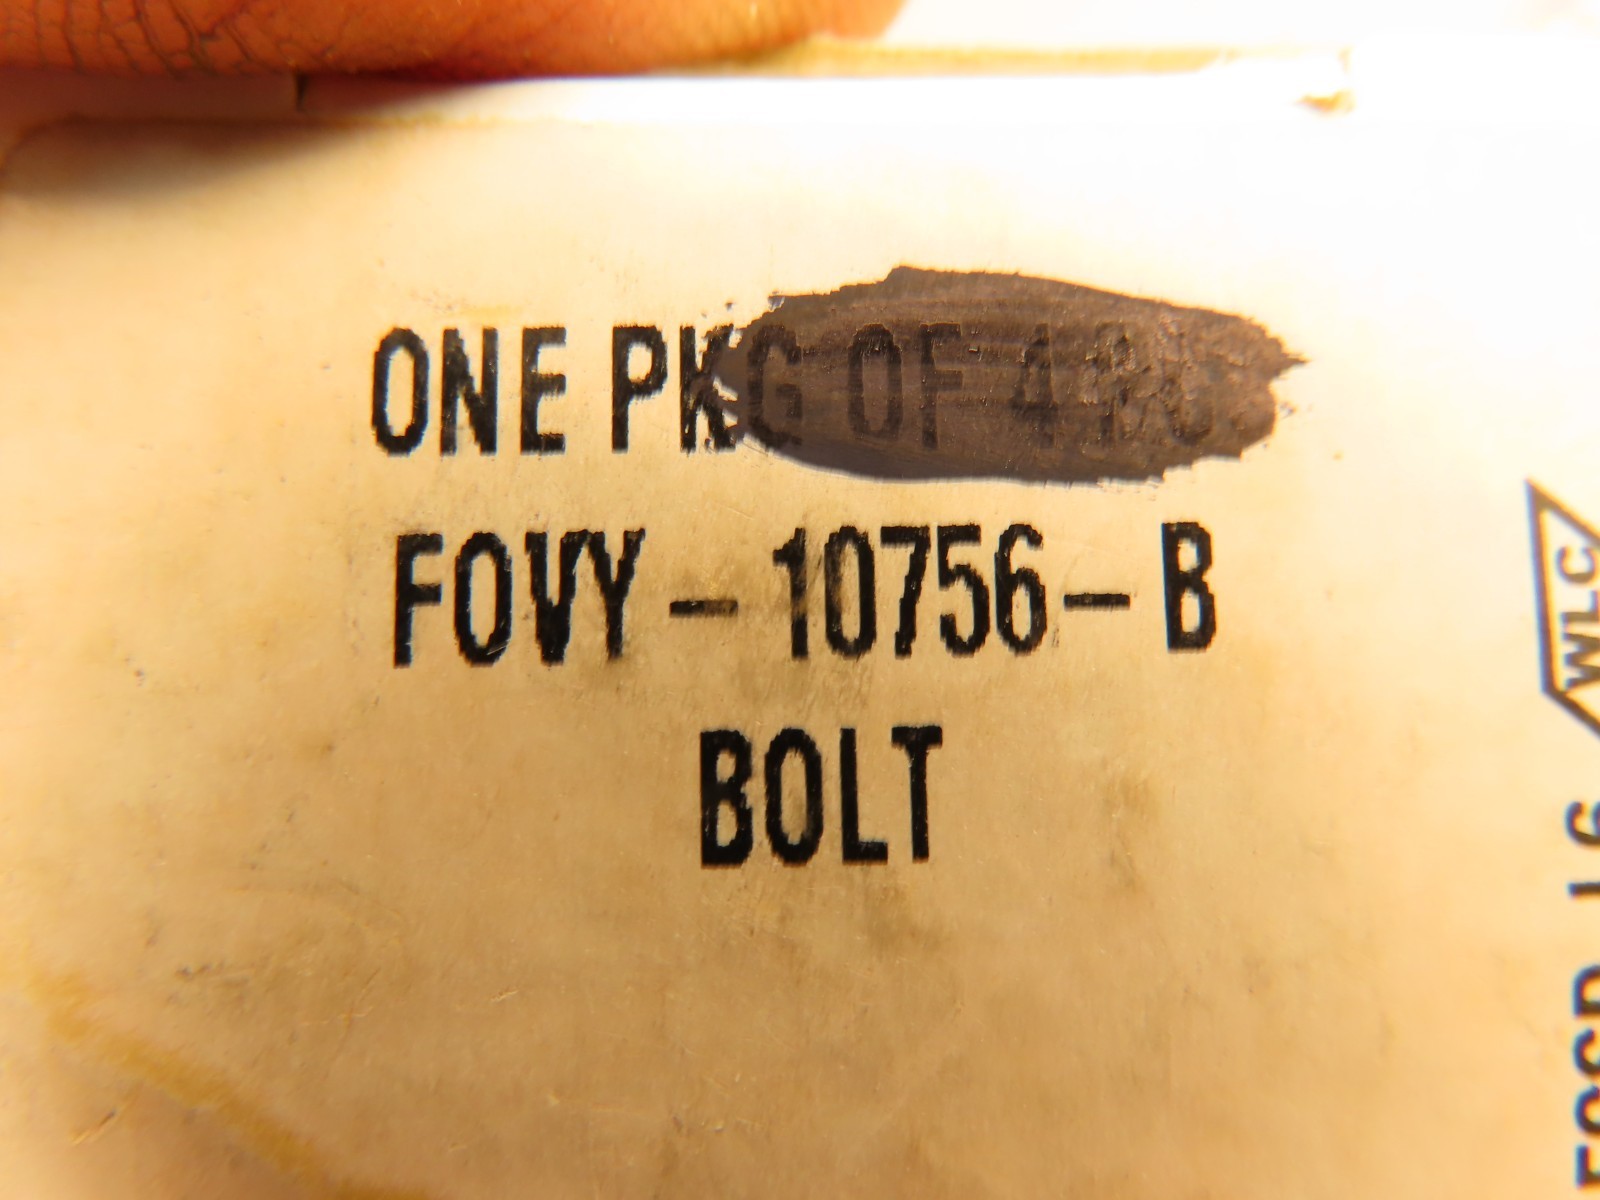 ONE PKG OF 4
FOVY-10756-B
BOLT
WLC